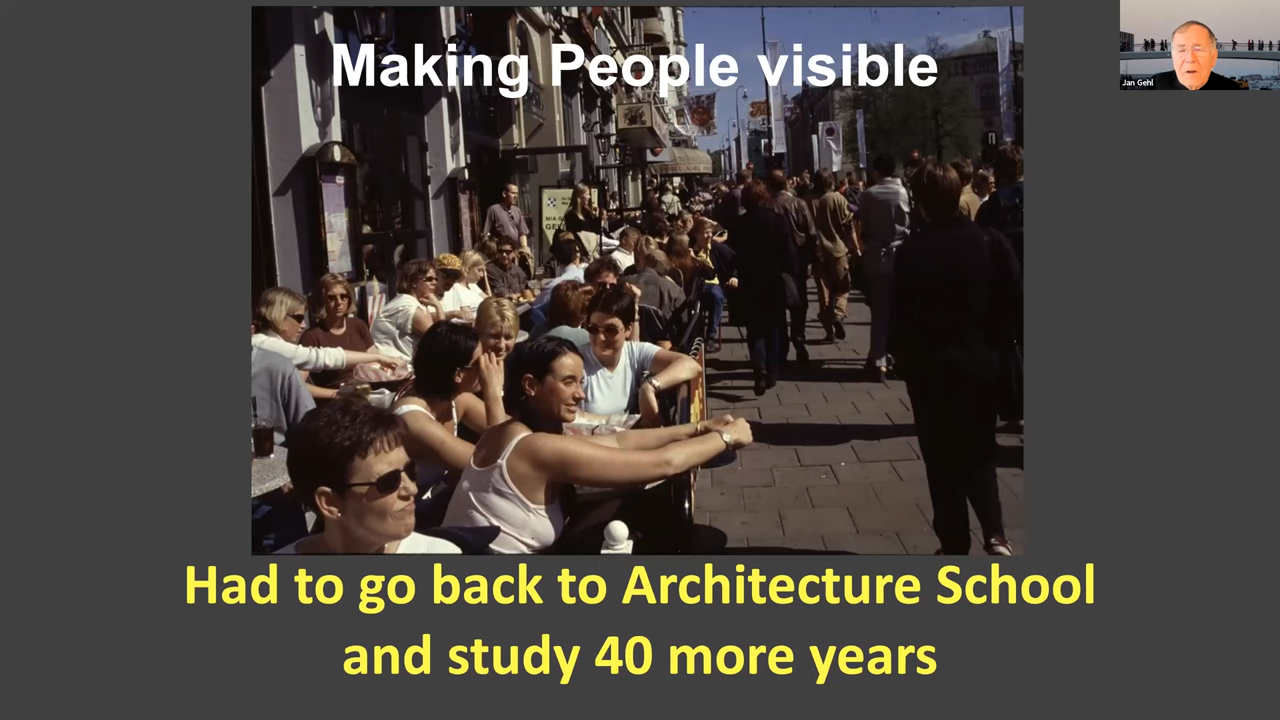 Making People visible
Jan Gehl
Had to go back to Architecture School
and study 40 more years